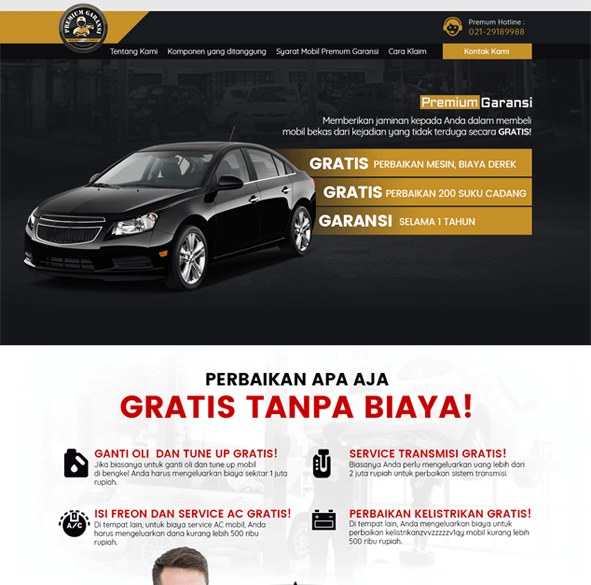 PREMIUM GARANSI
Premum Hotline :
021-29189988
Tentang Kami Komponen yang ditanggung Syarat Mobil Premum Garansi Cara Klaim Kontak Kami
Premium Garansi
Memberikan jaminan kepada Anda dalam membeli
mobil bekas dari kejadian yang tidak terduga secara GRATIS!
GRATIS PERBAIKAN MESIN, BIAYA DEREK
GRATIS PERBAIKAN 200 SUKU CADANG
GARANSI SELAMA 1 TAHUN
PERBAIKAN APA AJA
GRATIS TANPA BIAYA!
GANTI OLI DAN TUNE UP GRATIS!
Jika biasanya untuk ganti oli dan tune up mobil
di bengkel Anda harus mengeluarkan biaya sekitar 1 juta
rupiah.
SERVICE TRANSMISI GRATIS!
Biasanya Anda perlu mengeluarkan uang lebih dari
2 juta rupiah untuk perbaikan sistem transmisi.
A/C
ISI FREON DAN SERVICE AC GRATIS!
Di tempat lain, untuk biaya service AC mobil, Anda
harus mengeluarkan dana kurang lebih 500 ribu
rupiah.
PERBAIKAN KELISTRIKAN GRATIS!
Di tempat lain, Anda mengeluarkan biaya untuk
perbaikan kelistrikanzvvzzzzzv1qy mobil kurang lebih
500 ribu rupiah.